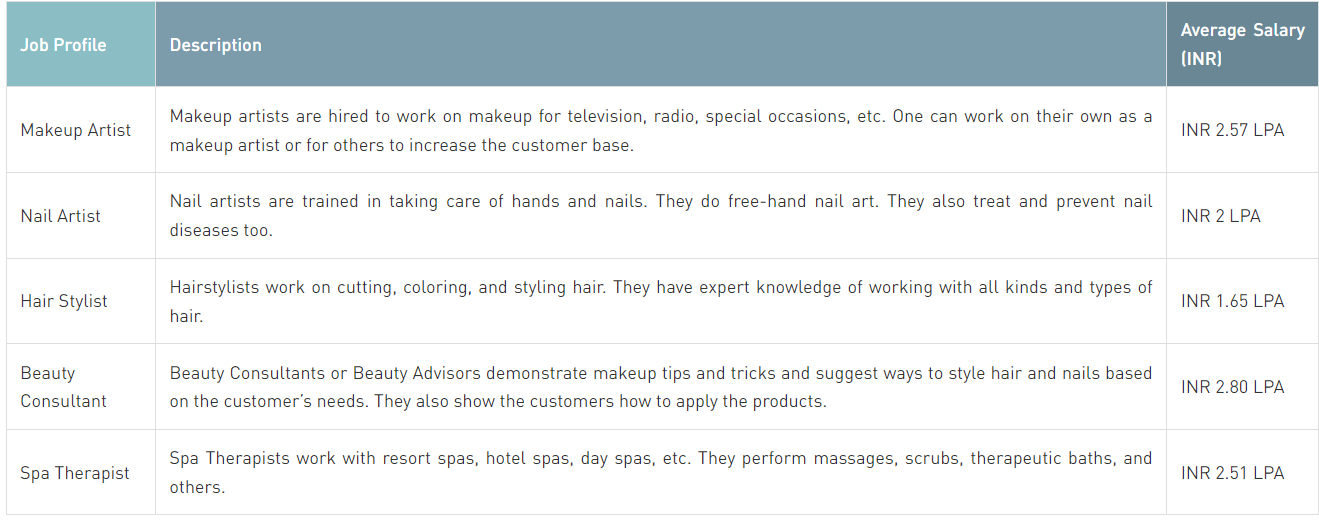 Job Profile
Description
Average Salary
(INR)
Makeup Artist
Makeup artists are hired to work on makeup for television, radio, special occasions, etc. One can work on their own as a
makeup artist or for others to increase the customer base.
INR 2.57 LPA
Nail Artist
Nail artists are trained in taking care of hands and nails. They do free-hand nail art. They also treat and prevent nail
diseases too.
INR 2 LPA
Hair Stylist
Hairstylists work on cutting, coloring, and styling hair. They have expert knowledge of working with all kinds and types of
hair.
INR 1.65 LPA
Beauty
Consultant
Beauty Consultants or Beauty Advisors demonstrate makeup tips and tricks and suggest ways to style hair and nails based
on the customer’s needs. They also show the customers how to apply the products.
INR 2.80 LPA
Spa Therapist
Spa Therapists work with resort spas, hotel spas, day spas, etc. They perform massages, scrubs, therapeutic baths, and
others.
INR 2.51 LPA